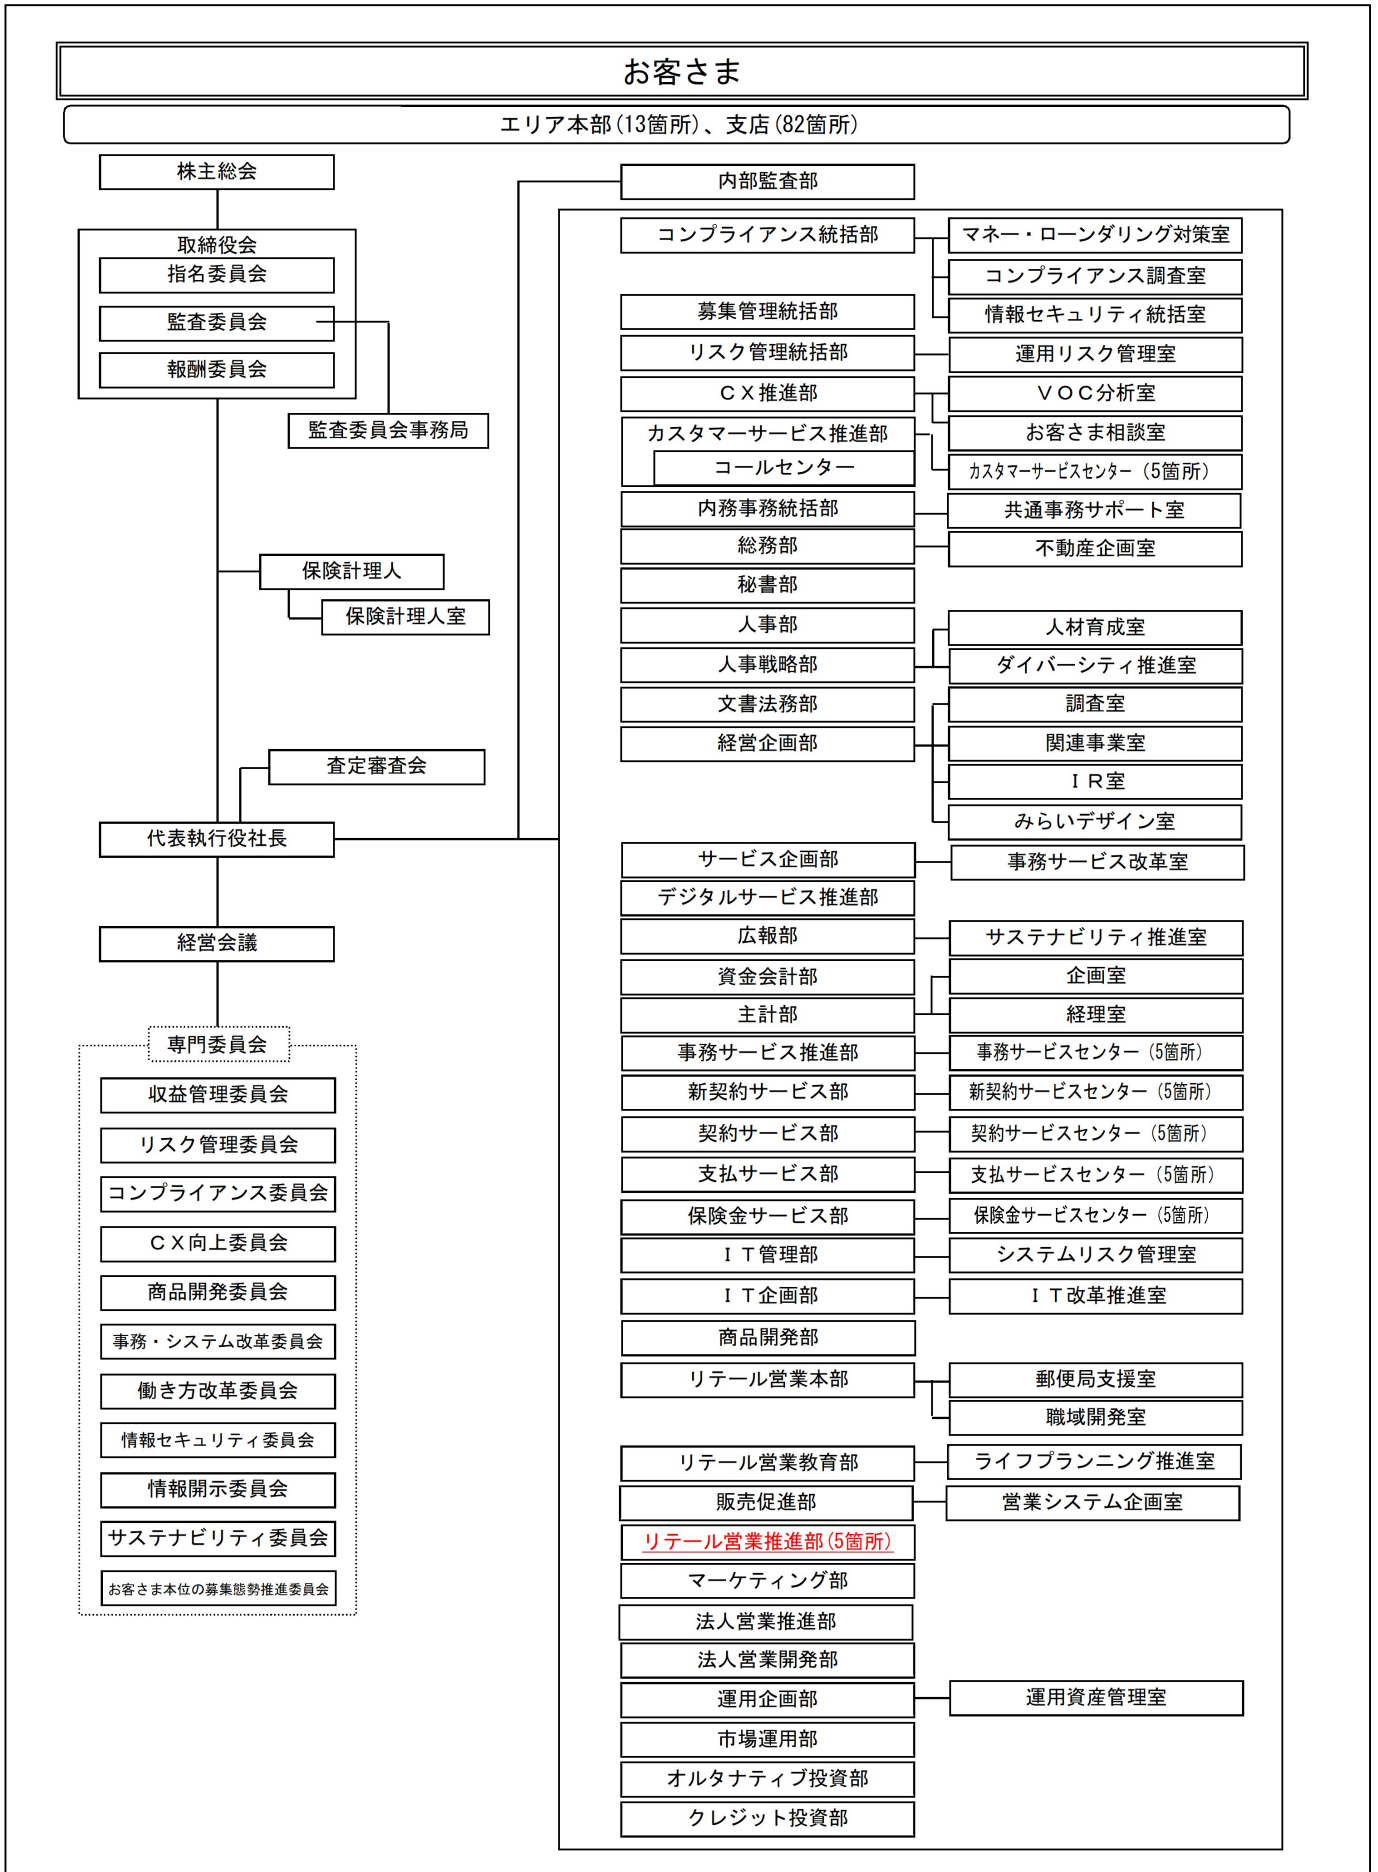 お客さま
エリア本部(13箇所)、支店(82箇所)
株主総会
取締役会
指名委員会
監査委員会
報酬委員会
監査委員会事務局
保険計理人
保険計理人室
査定審査会
代表執行役社長
経営会議
専門委員会
収益管理委員会
リスク管理委員会
コンプライアンス委員会
CX向上委員会
商品開発委員会
事務・システム改革委員会
働き方改革委員会
情報セキュリティ委員会
情報開示委員会
サステナビリティ委員会
お客さま本位の募集態勢推進委員会
内部監査部
コンプライアンス統括部
マネー・ローンダリング対策室
コンプライアンス調査室
募集管理統括部
情報セキュリティ統括室
リスク管理統括部
運用リスク管理室
CX推進部
VOC分析室
お客さま相談室
カスタマーサービス推進部
コールセンター
カスタマーサービスセンター(5箇所)
内務事務統括部
共通事務サポート室
総務部
不動産企画室
秘書部
人事部
人材育成室
人事戦略部
ダイバーシティ推進室
文書法務部
調査室
経営企画部
関連事業室
IR室
みらいデザイン室
サービス企画部
事務サービス改革室
デジタルサービス推進部
広報部
サステナビリティ推進室
資金会計部
企画室
主計部
経理室
事務サービス推進部
事務サービスセンター(5箇所)
新契約サービス部
新契約サービスセンター(5箇所)
契約サービス部
契約サービスセンター(5箇所)
支払サービス部
支払サービスセンター(5箇所)
保険金サービス部
保険金サービスセンター(5箇所)
IT管理部
システムリスク管理室
IT企画部
IT改革推進室
商品開発部
リテール営業本部
郵便局支援室
職域開発室
リテール営業教育部
ライフプランニング推進室
販売促進部
営業システム企画室
リテール営業推進部(5箇所)
マーケティング部
法人営業推進部
法人営業開発部
運用企画部
運用資産管理室
市場運用部
オルタナティブ投資部
クレジット投資部